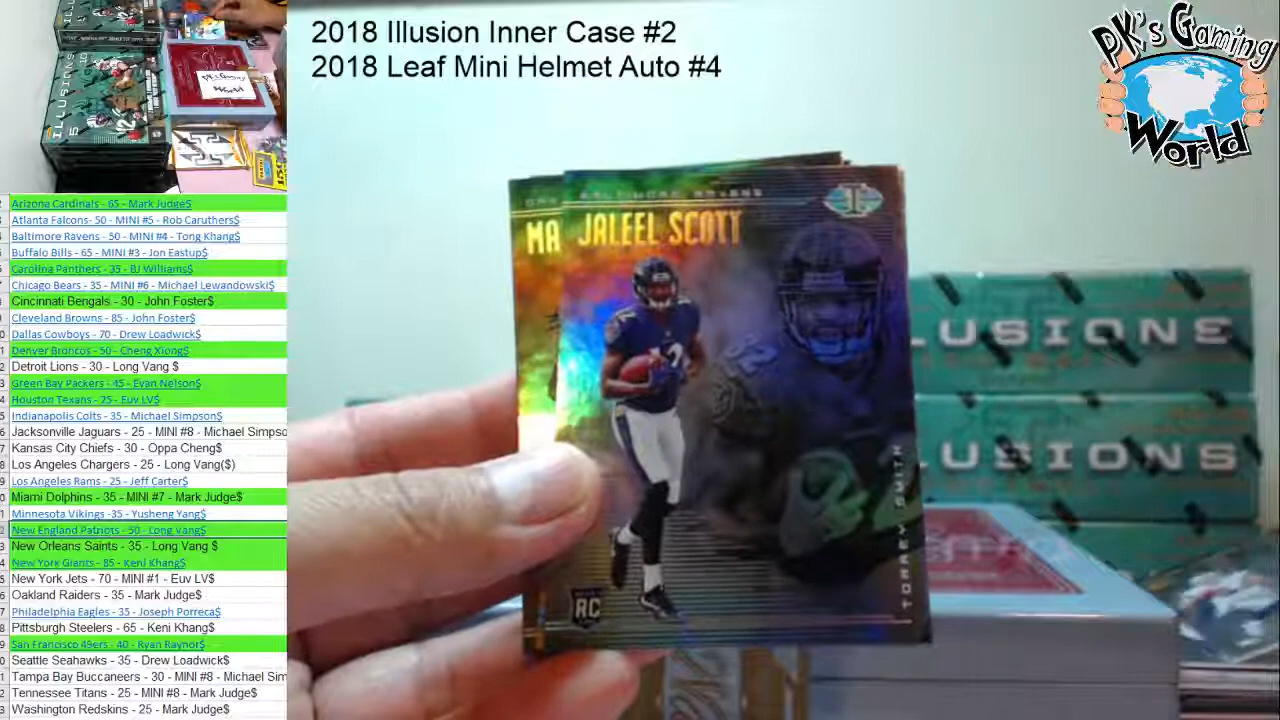 2018 Illusion Inner Case #2
2018 Leaf Mini Helmet Auto #4
PK's Gaming
World
Arizona Cardinals - 65 - Mark Judge$
Atlanta Falcons- 50 - MINI #5 - Rob Caruthers$
Baltimore Ravens - 50 - MINI #4 - Tong Khang$
Buffalo Bills - 65 - MINI #3 - Jon Eastup$
Carolina Panthers - 35 - BJ Williams$
Chicago Bears - 35 - MINI #6 - Michael Lewandowski$
Cincinnati Bengals - 30 - John Foster$
Cleveland Browns - 85 - John Foster$
Dallas Cowboys - 70 - Drew Loadwick$
Denver Broncos - 50 - Cheng Xiong$
Detroit Lions - 30 - Long Vang $
Green Bay Packers - 45 - Evan Nelson$
Houston Texans - 25 - Euv LV$
Indianapolis Colts - 35 - Michael Simpson$
Jacksonville Jaguars - 25 - MINI #8 - Michael Simpso
Kansas City Chiefs - 30 - Oppa Cheng$
Los Angeles Chargers - 25 - Long Vang($)
Los Angeles Rams - 25 - Jeff Carter$
Miami Dolphins - 35 - MINI #7 - Mark Judge$
Minnesota Vikings -35 - Yusheng Yang$
New England Patriots - 50 - Long Vang$
New Orleans Saints - 35 - Long Vang $
New York Giants - 85 - Kenl Khang$
New York Jets - 70 - MINI #1 - Euv LV$
Oakland Raiders - 35 - Mark Judge$
Philadelphia Eagles - 35 - Joseph Porreca$
Pittsburgh Steelers - 65 - Keni Khang$
San Francisco 49ers - 40 - Ryan Raynor$
Seattle Seahawks - 35 - Drew Loadwick$
Tampa Bay Buccaneers - 30 - MINI #8 - Michael Sim
Tennessee Titans - 25 - MINI #8 - Mark Judge$
Washington Redskins - 25 - Mark Judge$
ILLUSIONS
PK's Gaming
World
BALTIMORE RAVENS
MA JALEEL SCOTT
TORREY SMITH
RC
LUSIONS
LUSIONS